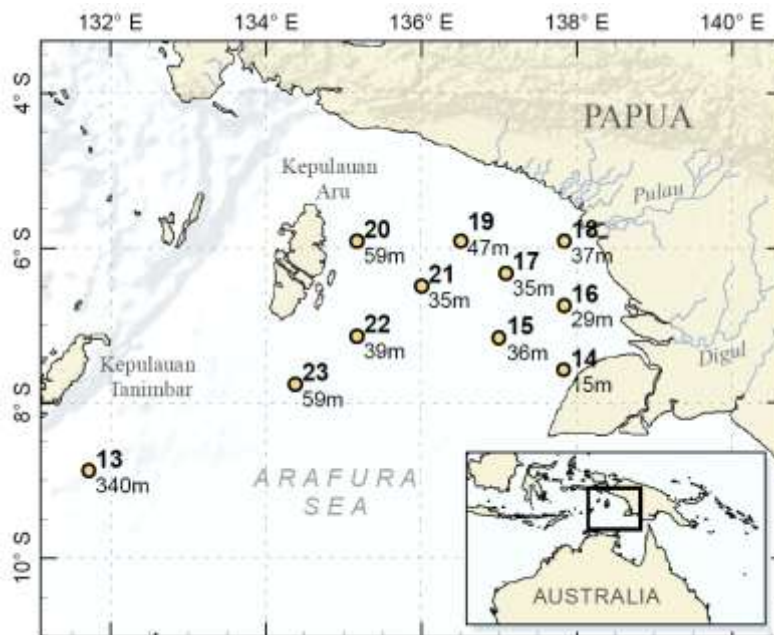 132° E
134° E
136° E
138° E
140° E
4° S
6° S
8° S
10° S
PAPUA
Kepulauan
Aru
Pulau
20
59m
19
47m
18
37m
17
35m
21
35m
16
29m
22
39m
15
36m
Digul
Kepulauan
Tanimbar
23
59m
14
15m
13
340m
ARAFURA
SEA
AUSTRALIA